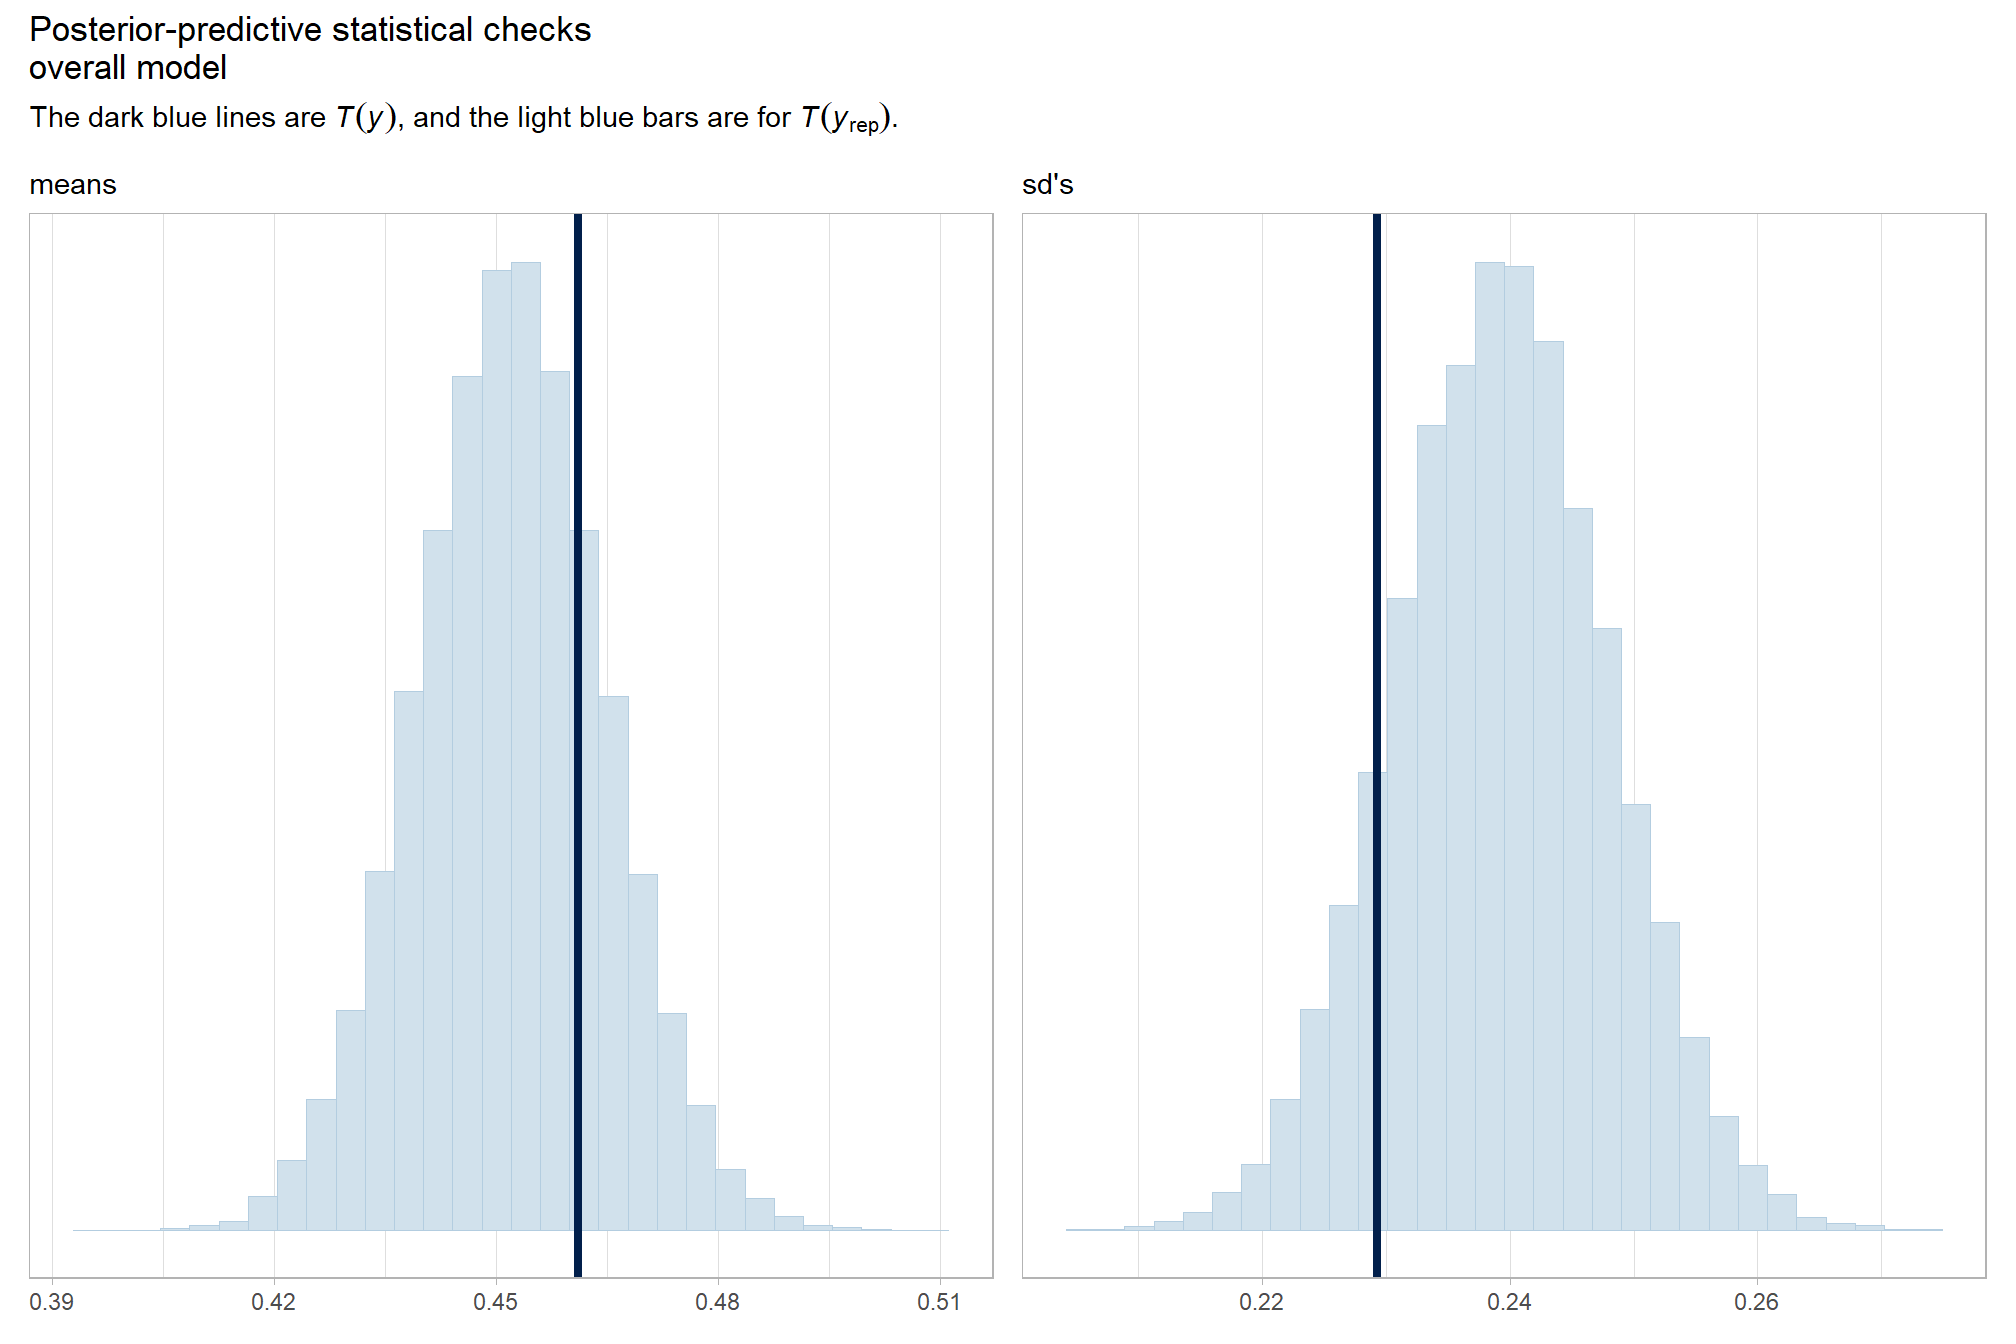 Posterior-predictive statistical checks
overall model
The dark blue lines are T(y), and the light blue bars are for T(yrep).
means
sd's
0.39 0.42 0.45 0.48 0.51
0.22 0.24 0.26